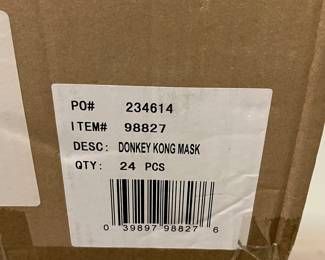 PO# 234614
ITEM# 98827
DESC: DONKEY KONG MASK
QTY: 24 PCS
0 39897 98827 6